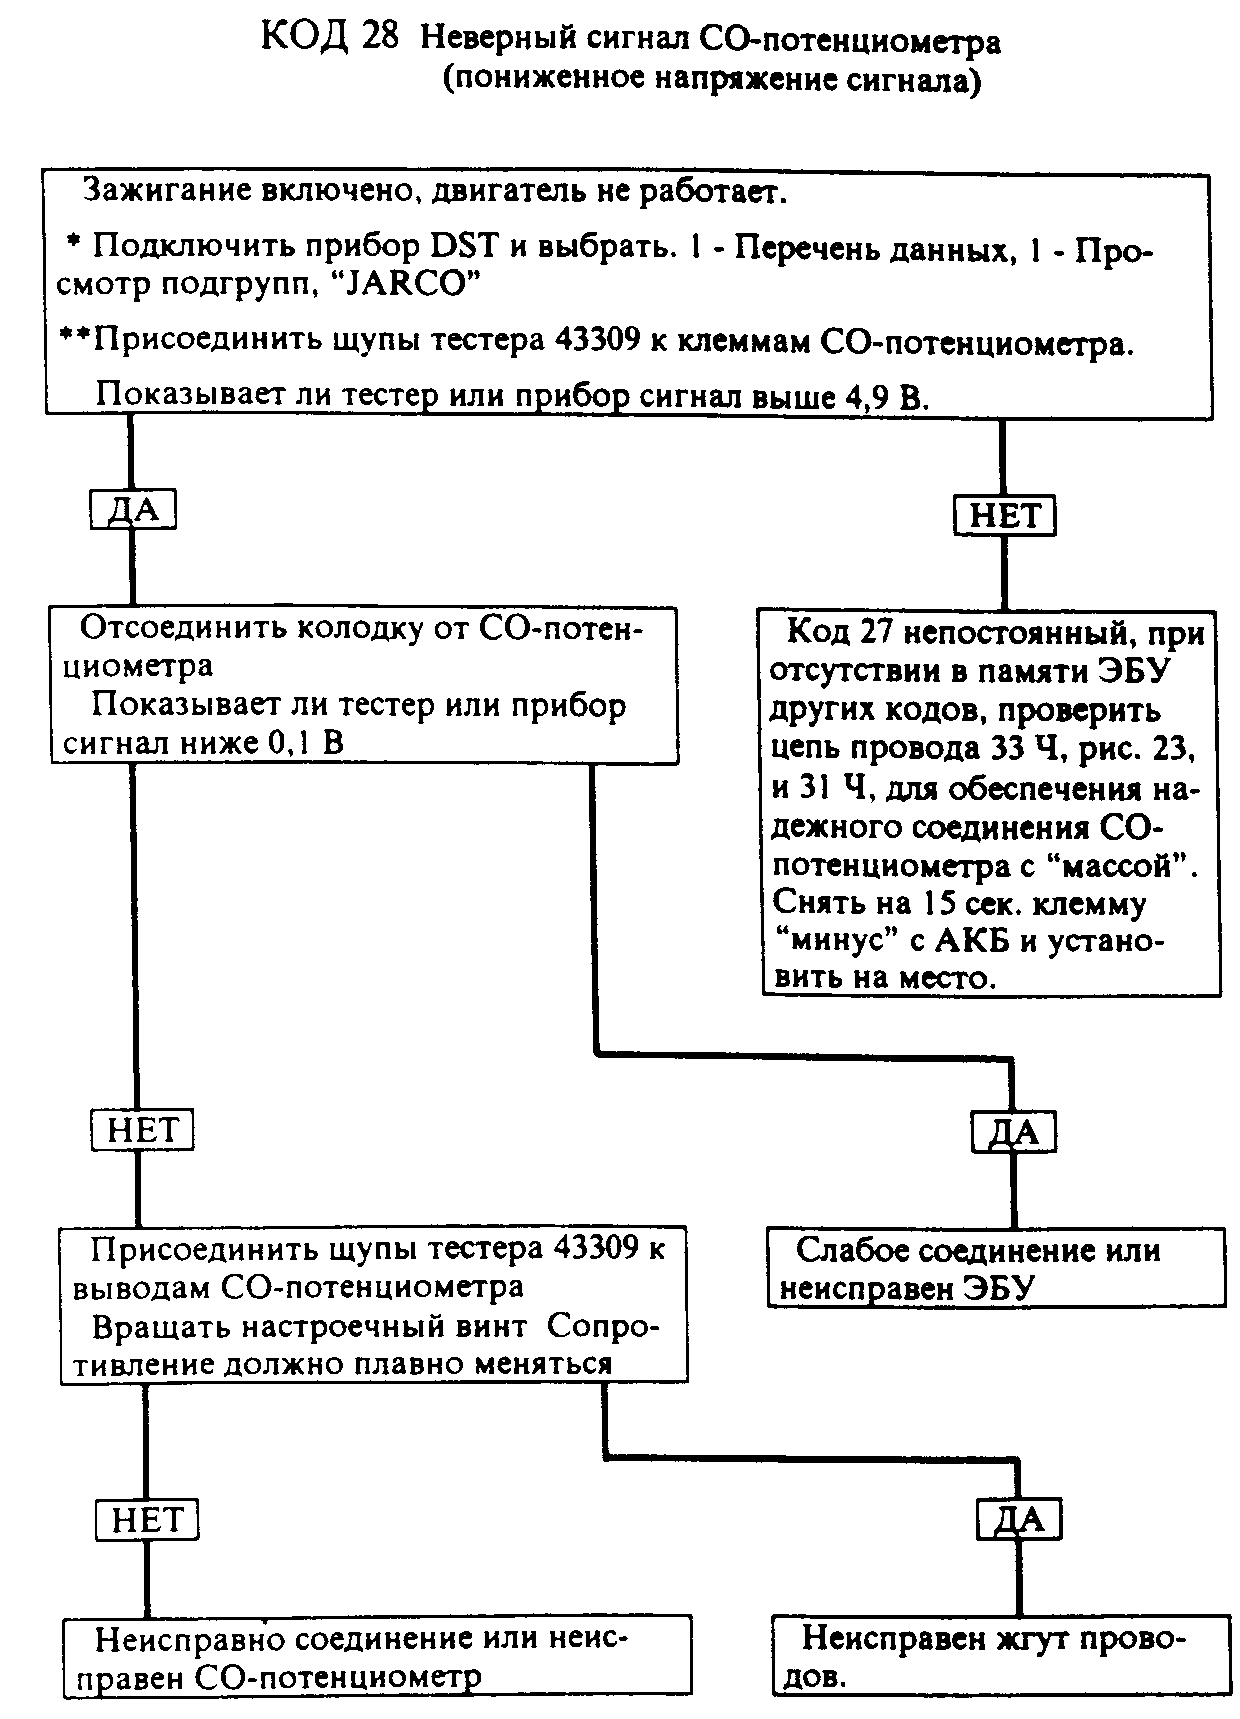 КОД 28 Неверный сигнал СО-потенциометра
(пониженное напряжение сигнала)
Зажигание включено, двигатель не работает.
* Подключить прибор DST и выбрать. 1 - Перечень данных, 1 - Про-
смотр подгрупп, “JARCO”
**Присоединить щупы тестера 43309 к клеммам СО-потенциометра.
Показывает ли тестер или прибор сигнал выше 4,9 В.
ДА
НЕТ
Отсоединить колодку от СО-потен-
циометра
Показывает ли тестер или прибор
сигнал ниже 0,1 В
Код 27 непостоянный, при
отсутствии в памяти ЭБУ
других кодов, проверить
цепь провода 33 Ч, рис. 23,
и 31 Ч, для обеспечения на-
дежного соединения СО-
потенциометра с “массой”.
Снять на 15 сек. клемму
“минус” с АКБ и устано-
вить на место.
НЕТ
ДА
Присоединить щупы тестера 43309 к
выводам СО-потенциометра
Вращать настроечный винт Сопро-
тивление должно плавно меняться
Слабое соединение или
неисправен ЭБУ
НЕТ
ДА
Неисправно соединение или неис-
правен СО-потенциометр
Неисправен жгут прово-
дов.